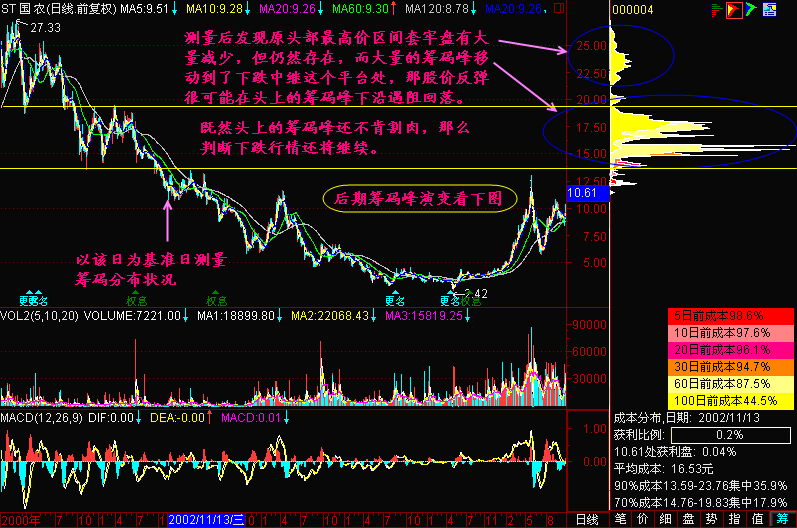 ST 国 农(日线,前复权) MA5:9.51 MA10:9.28 MA20:9.26 MA60:9.30 MA120:8.78 MA20:9.26
000004
27.33
测量后发现原头部最高价区间套牢盘有大
量减少，但仍然存在，而大量的筹码峰移
动到了下跌中继这个平台处，那股价反弹
很可能在头上的筹码峰下沿遇阻回落。
既然头上的筹码峰还不肯割肉，那么
判断下跌行情还将继续。
后期筹码峰演变看下图
以该日为基准日测量
筹码分布状况
25.00
22.50
20.00
17.50
15.00
12.50
10.61
10.00
7.50
5.00
更名 权息 权息 更名 更名 权息
2.42
VOL2(5,10,20) VOLUME:7221.00 MA1:18899.80 MA2:22068.43 MA3:15819.25
90000
60000
30000
MACD(12,26,9) DIF:0.00 DEA:-0.00 MACD:0.01
1.00
0.00
5日前成本98.6%
10日前成本97.6%
20日前成本96.1%
30日前成本94.7%
60日前成本87.5%
100日前成本44.5%
成本分布,日期: 2002/11/13
获利比例: 0.2%
10.61处获利盘: 0.04%
平均成本: 16.53元
90%成本13.59-23.76集中35.9%
70%成本14.76-19.83集中17.9%
2000年 7 10 1 4 7 2002/11/13/三 日线
笔 价 细 盘 势 指 值 筹